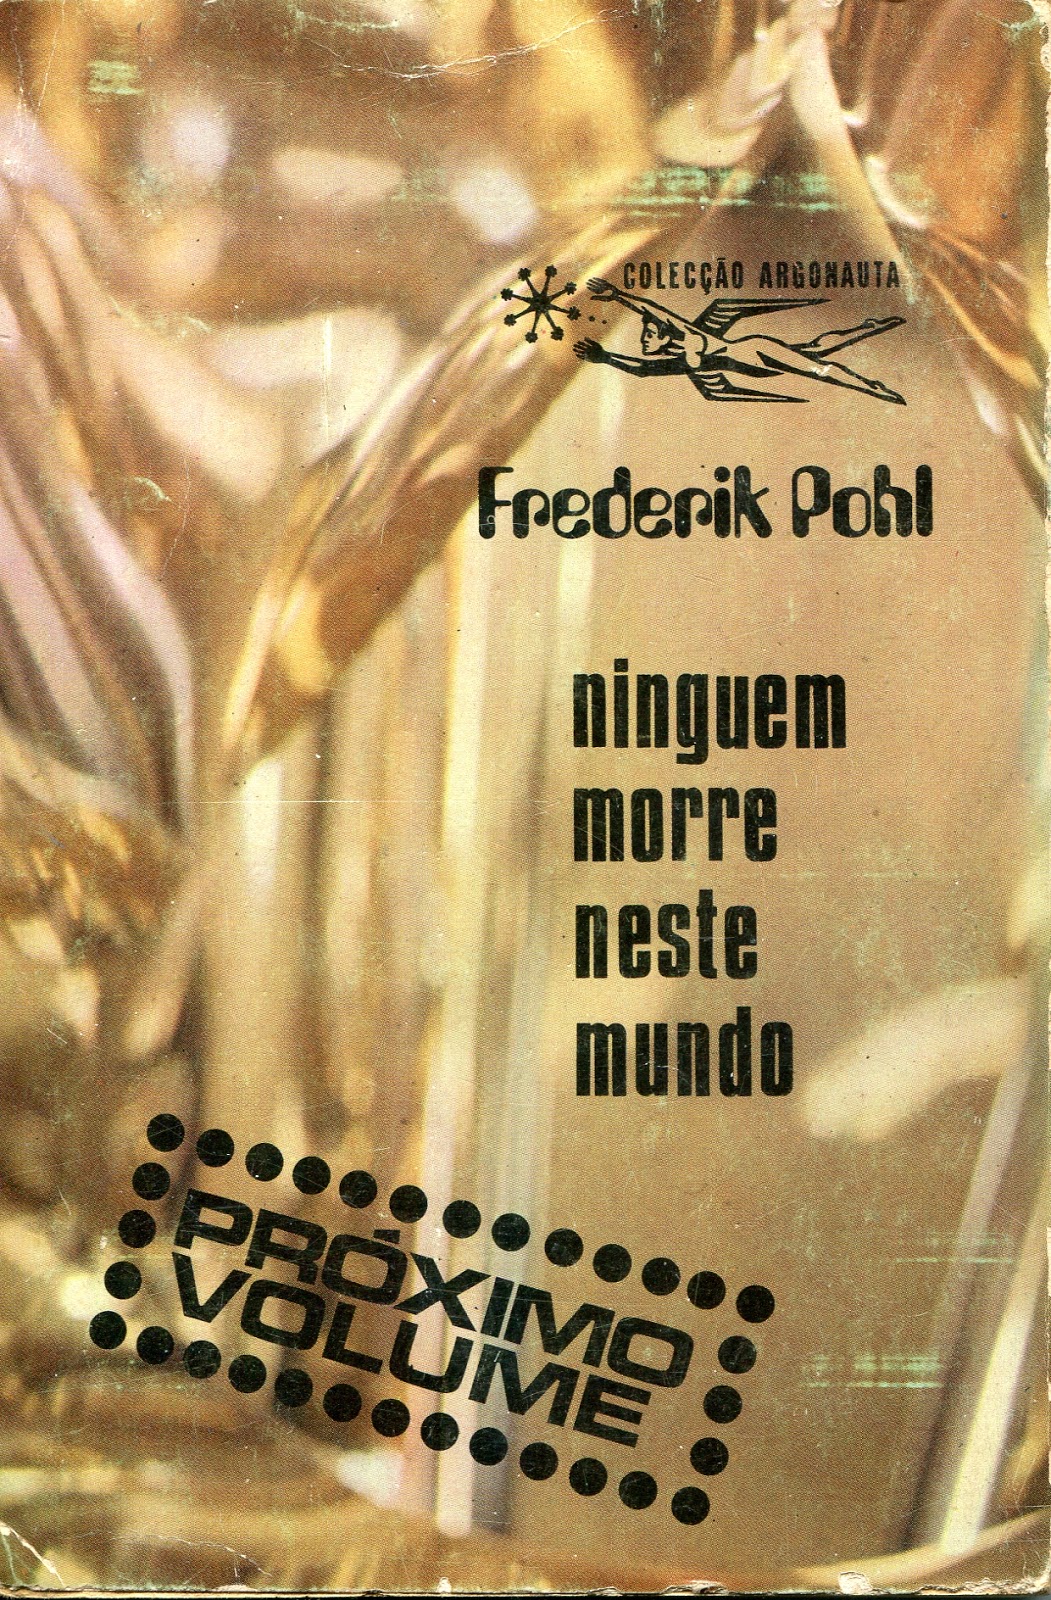 COLECÇÃO ARGONAUTA
Frederik Pohl
ninguem
morre
neste
mundo
PRÓXIMO
VOLUME